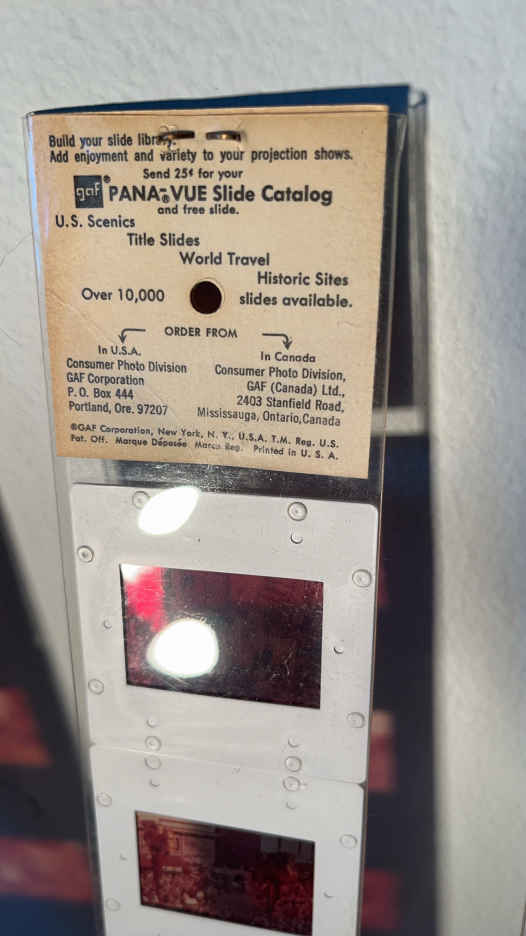 Build your slide library.
Add enjoyment and variety to your projection shows.
Send 25¢ for your
gaf® PANA-VUE® Slide Catalog
and free slide.
U.S. Scenics
Title Slides
World Travel
Historic Sites
Over 10,000 slides available.
ORDER FROM
In U.S.A.
Consumer Photo Division
GAF Corporation
P. O. Box 444
Portland, Ore. 97207
In Canada
Consumer Photo Division,
GAF (Canada) Ltd.,
2403 Stanfield Road,
Mississauga, Ontario,Canada
©GAF Corporation, New York, N. Y., U.S.A. T.M. Reg. U.S.
Pat. Off. Marque Déposée Marca Reg. Printed in U. S. A.